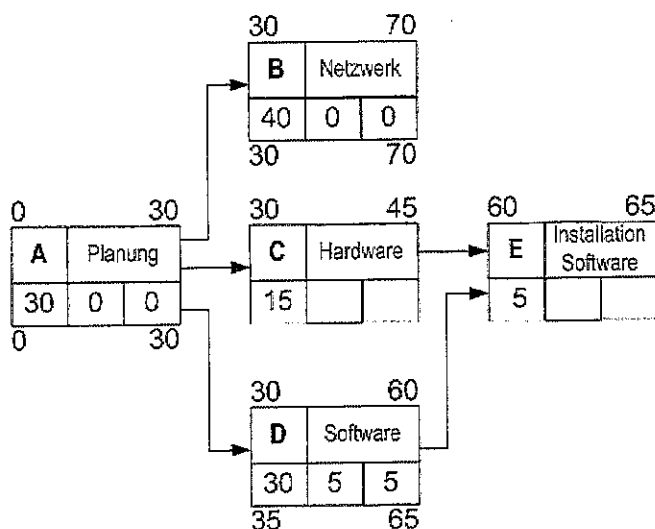 30 70
B Netzwerk
40 0 0
30 70
0 30
A Planung
30 0 0
0 30
30 45
C Hardware
15
60 65
E Installation
Software
5
30 60
D Software
30 5 5
35 65